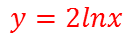 y = 2lnx